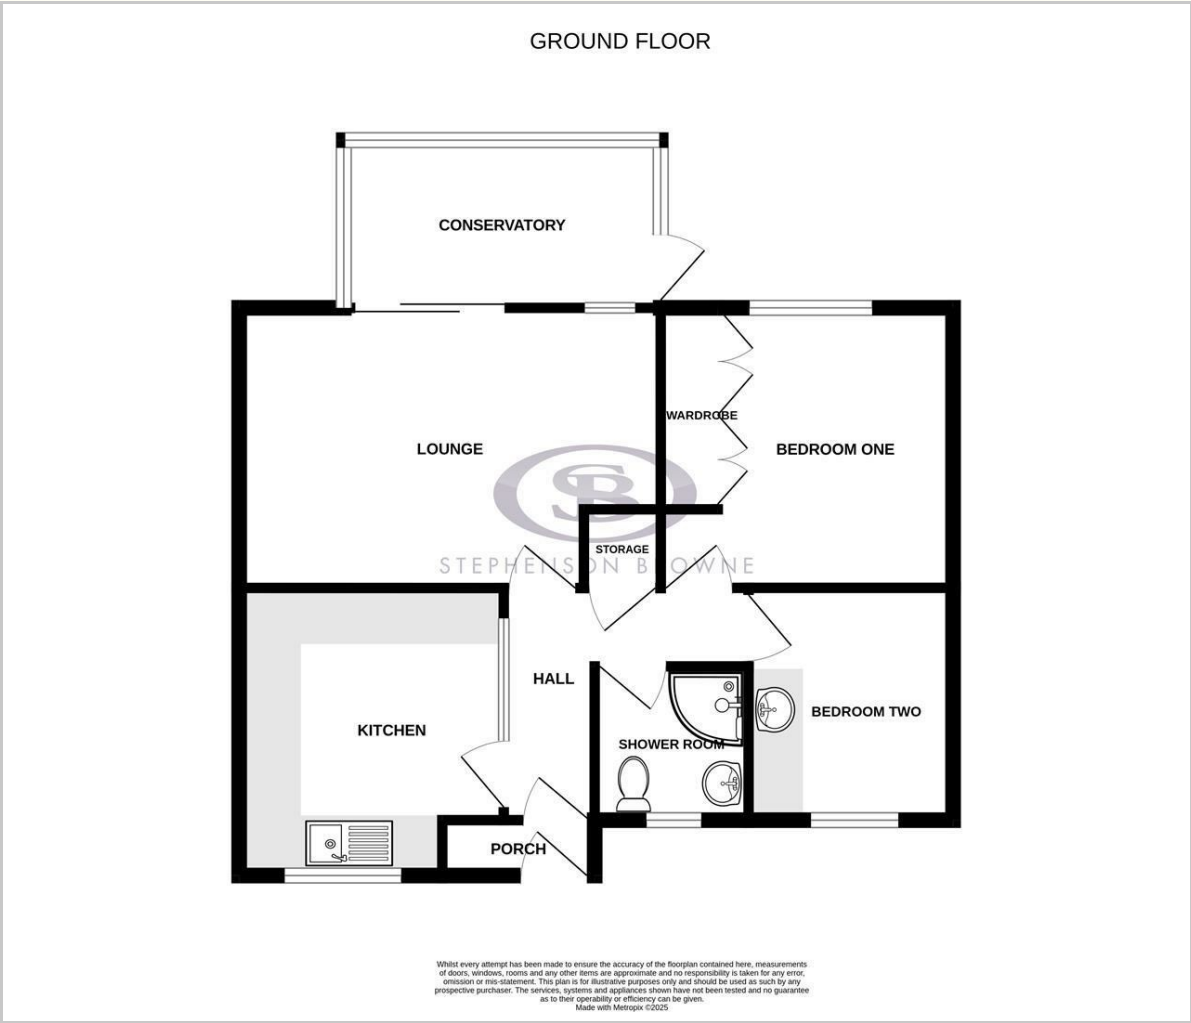 GROUND FLOOR
CONSERVATORY
WARDROBE
LOUNGE
BEDROOM ONE
SB
STORAGE
STEPHENSON BROWNE
HALL
BEDROOM TWO
KITCHEN
SHOWER ROOM
PORCH
Whilst every attempt has been made to ensure the accuracy of the floorplan contained here, measurements
of doors, windows, rooms and any other items are approximate and no responsibility is taken for any error,
omission or mis-statement. This plan is for illustrative purposes only and should be used as such by any
prospective purchaser. The services, systems and appliances shown have not been tested and no guarantee
as to their operability or efficiency can be given.
Made with Metropix ©2025